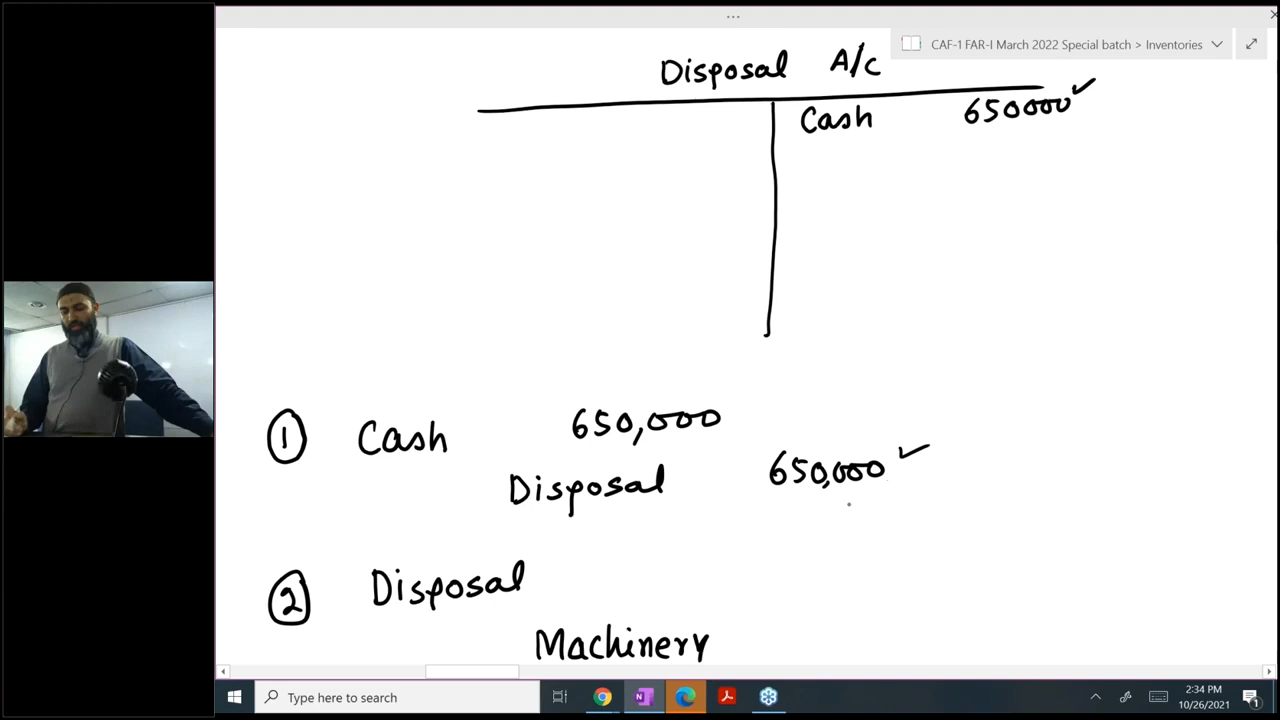 CAF-1 FAR-I March 2022 Special batch > Inventories
Disposal A/C
Cash 650000 ✓
① Cash 650,000
Disposal 650,000 ✓
② Disposal
Machinery
Type here to search
2:34 PM
10/26/2021
1